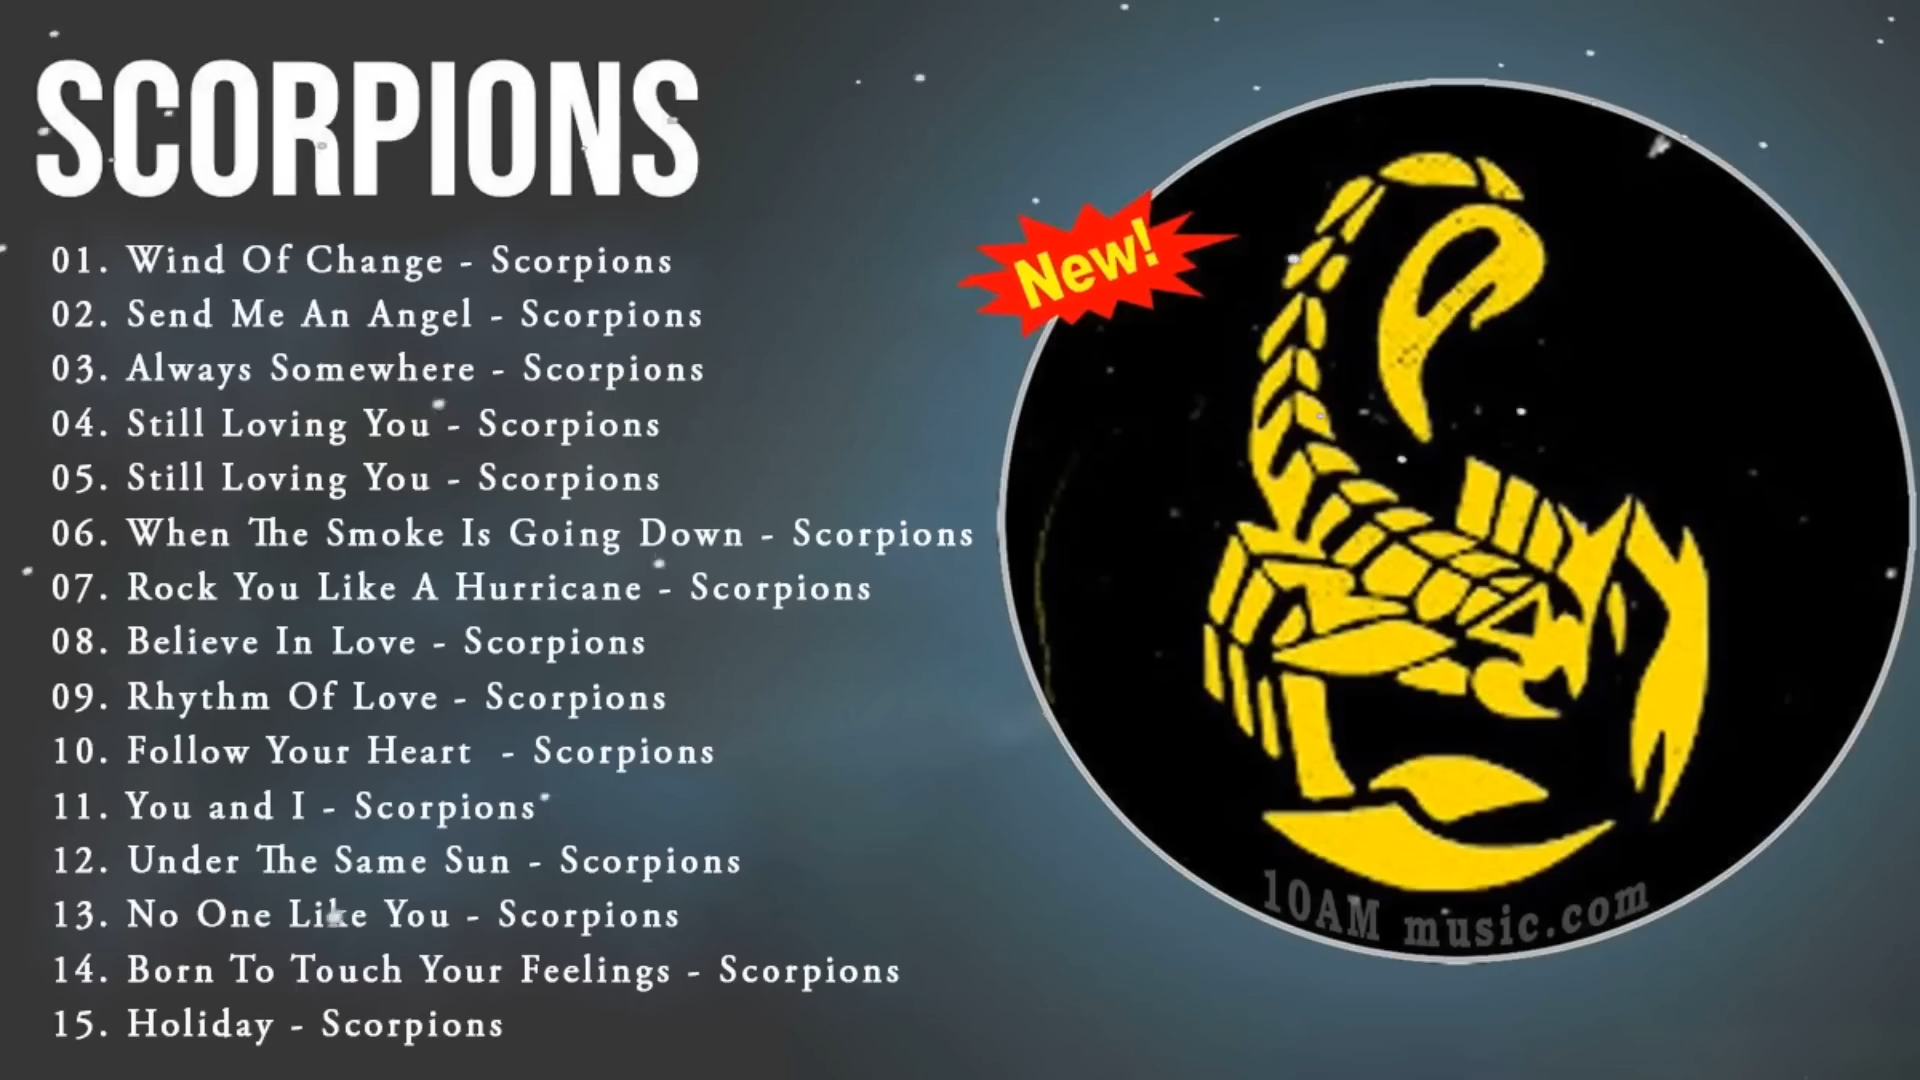 SCORPIONS
01. Wind Of Change - Scorpions
02. Send Me An Angel - Scorpions
03. Always Somewhere - Scorpions
04. Still Loving You - Scorpions
05. Still Loving You - Scorpions
06. When The Smoke Is Going Down - Scorpions
07. Rock You Like A Hurricane - Scorpions
08. Believe In Love - Scorpions
09. Rhythm Of Love - Scorpions
10. Follow Your Heart  - Scorpions
11. You and I - Scorpions
12. Under The Same Sun - Scorpions
13. No One Like You - Scorpions
14. Born To Touch Your Feelings - Scorpions
15. Holiday - Scorpions
New!
10AM music.com